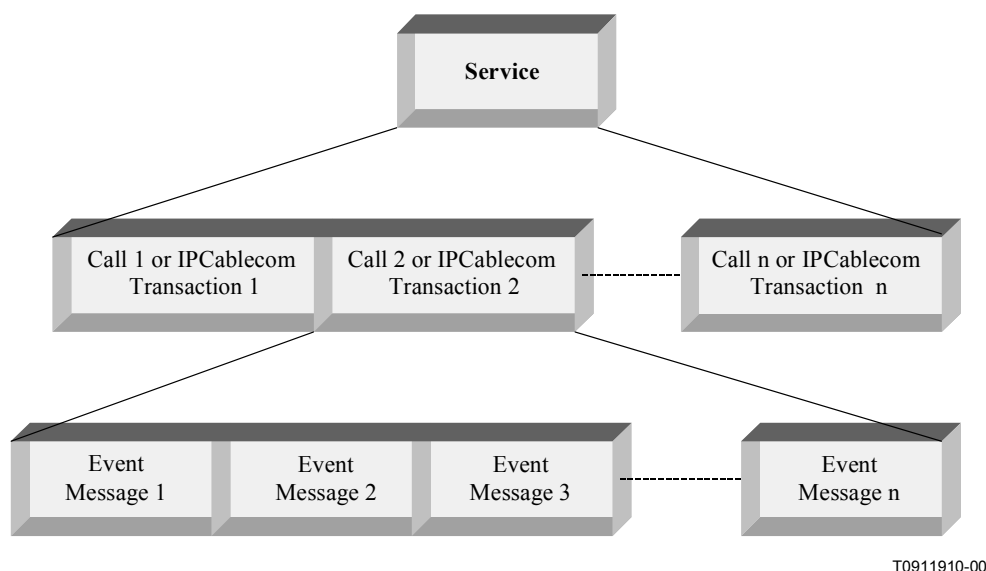 Service
Call 1 or IPCablecom
Transaction 1
Call 2 or IPCablecom
Transaction 2
Call n or IPCablecom
Transaction n
Event
Message 1
Event
Message 2
Event
Message 3
Event
Message n
T0911910-00